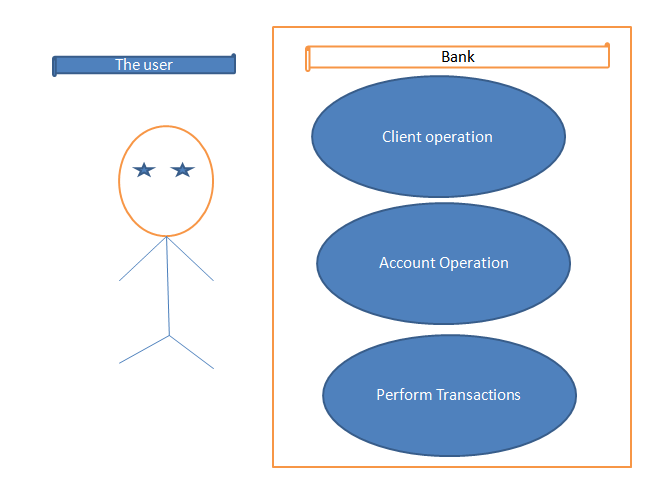 The user
Bank
Client operation
Account Operation
Perform Transactions